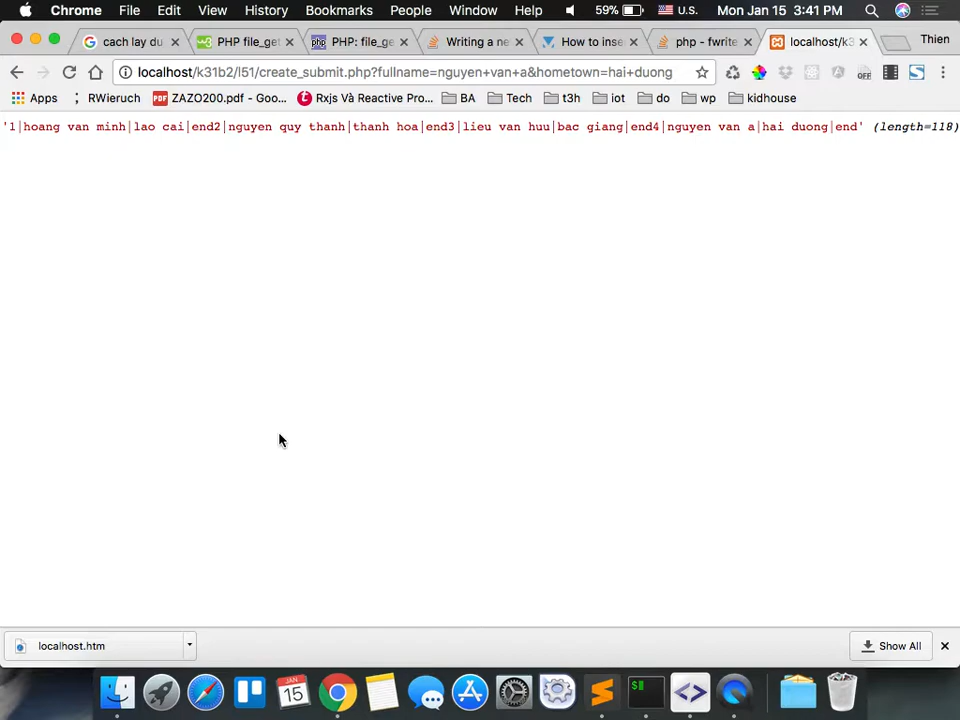 Chrome File Edit View History Bookmarks People Window Help 59% U.S. Mon Jan 15 3:41 PM
cach lay du PHP file_get PHP: file_ge Writing a ne How to inse php - fwrite localhost/k3 Thien
localhost/k31b2/l51/create_submit.php?fullname=nguyen+van+a&hometown=hai+duong
Apps RWieruch ZAZO200.pdf - Goo... Rxjs Và Reactive Pro... BA Tech t3h iot do wp kidhouse
'1|hoang van minh|lao cai|end2|nguyen quy thanh|thanh hoa|end3|lieu van huu|bac giang|end4|nguyen van a|hai duong|end' (length=118)
localhost.htm Show All
JAN
15